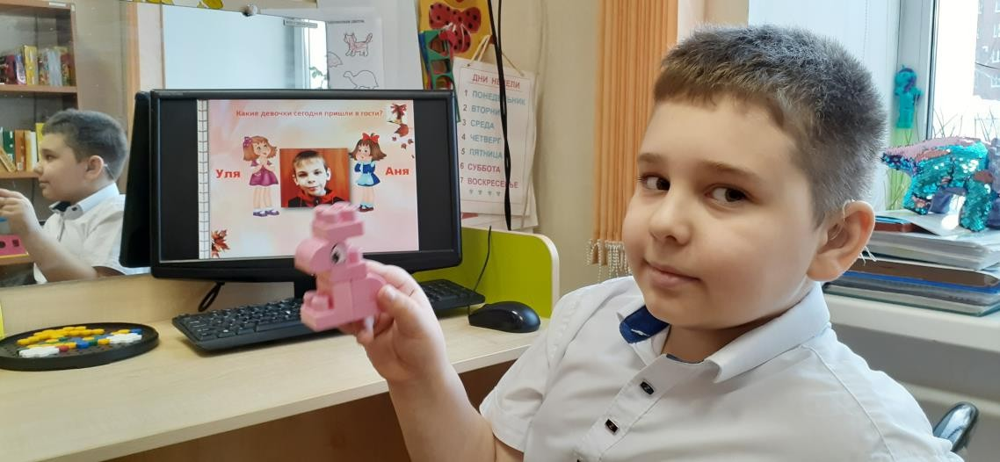 Какие девочки сегодня пришли в гости?
Уля
Аня
ДНИ НЕДЕЛИ
1 ПОНЕДЕЛЬНИК
2 ВТОРНИ
3 СРЕДА
4 ЧЕТВЕРГ
5 ПЯТНИЦА
6 СУББОТА
7 ВОСКРЕСЕНЬЕ